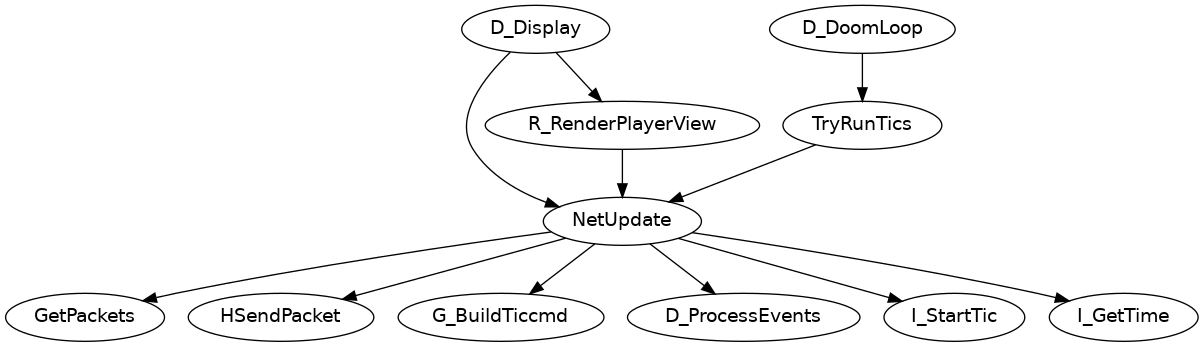 D_Display
D_DoomLoop
R_RenderPlayerView
TryRunTics
NetUpdate
GetPackets
HSendPacket
G_BuildTiccmd
D_ProcessEvents
I_StartTic
I_GetTime